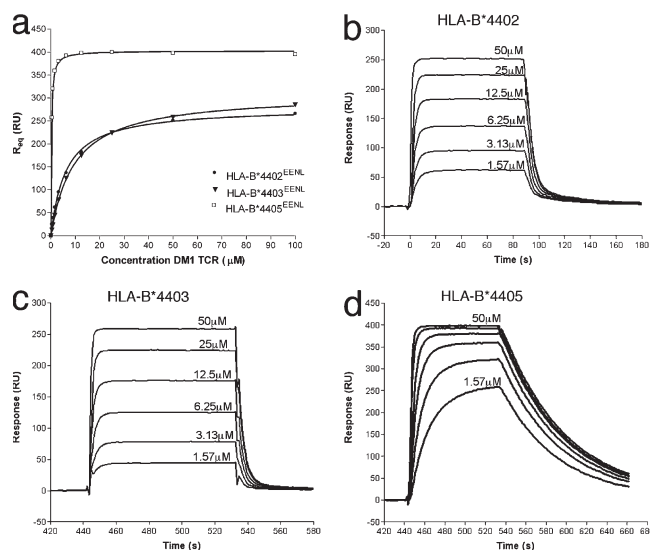 a
450
400
350
300
250
200
150
100
50
0
R_eq (RU)
0 10 20 30 40 50 60 70 80 90 100
Concentration DM1 TCR (μM)
HLA-B*4402^EENL
HLA-B*4403^EENL
HLA-B*4405^EENL
b
HLA-B*4402
300
250
200
150
100
50
0
-50
Response (RU)
50μM
25μM
12.5μM
6.25μM
3.13μM
1.57μM
-20 0 20 40 60 80 100 120 140 160 180
Time (s)
c
HLA-B*4403
300
250
200
150
100
50
0
-50
Response (RU)
50μM
25μM
12.5μM
6.25μM
3.13μM
1.57μM
420 440 460 480 500 520 540 560 580
Time (s)
d
HLA-B*4405
450
400
350
300
250
200
150
100
50
0
-50
Response (RU)
50μM
1.57μM
420 440 460 480 500 520 540 560 580 600 620 640 660 68
Time (s)